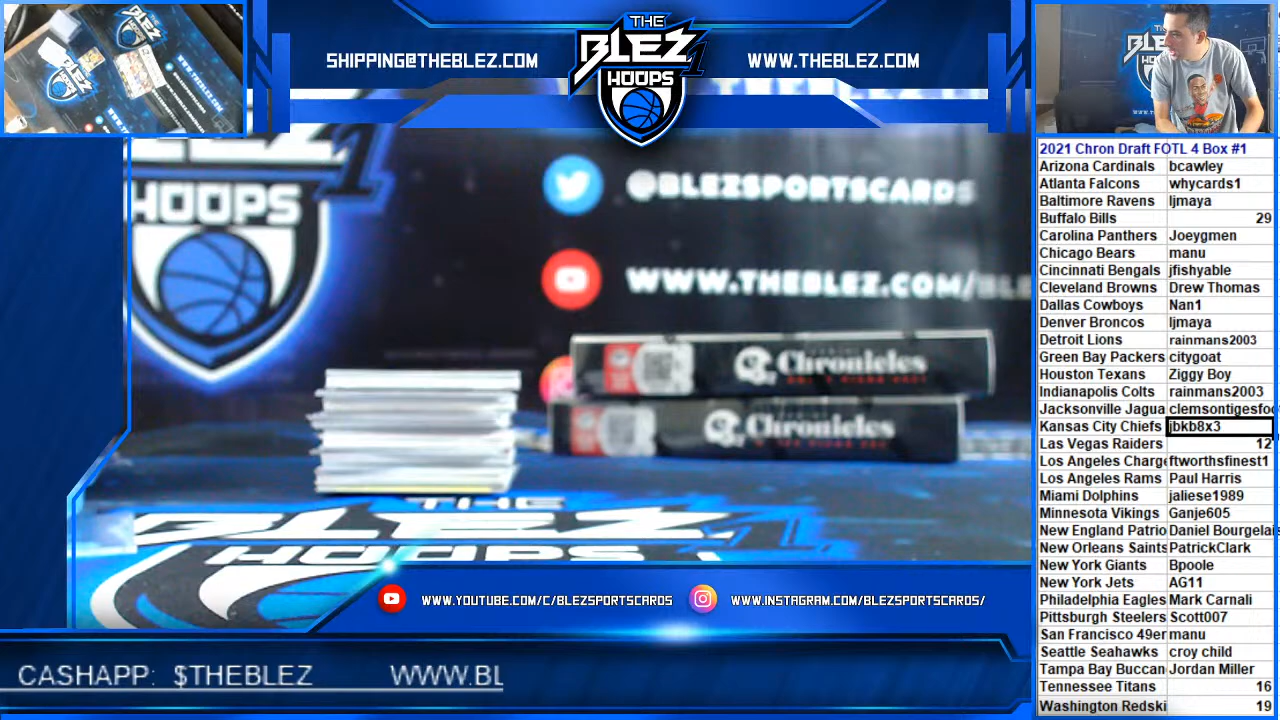 SHIPPING@THEBLEZ.COM
THE
BLEZ1
HOOPS
WWW.THEBLEZ.COM
HOOPS
@BLEZSPORTSCARDS
WWW.THEBLEZ.COM/BLE
Chronicles
Chronicles
THE
BLEZ1
HOOPS
WWW.YOUTUBE.COM/C/BLEZSPORTSCARDS
WWW.INSTAGRAM.COM/BLEZSPORTSCARDS/
CASHAPP: $THEBLEZ WWW.BL
2021 Chron Draft FOTL 4 Box #1
Arizona Cardinals bcawley
Atlanta Falcons whycards1
Baltimore Ravens ljmaya
Buffalo Bills 29
Carolina Panthers Joeygmen
Chicago Bears manu
Cincinnati Bengals jfishyable
Cleveland Browns Drew Thomas
Dallas Cowboys Nan1
Denver Broncos ljmaya
Detroit Lions rainmans2003
Green Bay Packers citygoat
Houston Texans Ziggy Boy
Indianapolis Colts rainmans2003
Jacksonville Jagua clemsontigesfoo
Kansas City Chiefs jbkb8x3
Las Vegas Raiders 12
Los Angeles Charge ftworthsfinest1
Los Angeles Rams Paul Harris
Miami Dolphins jaliese1989
Minnesota Vikings Ganje605
New England Patrio Daniel Bourgelais
New Orleans Saints PatrickClark
New York Giants Bpoole
New York Jets AG11
Philadelphia Eagles Mark Carnali
Pittsburgh Steelers Scott007
San Francisco 49er manu
Seattle Seahawks croy child
Tampa Bay Buccan Jordan Miller
Tennessee Titans 16
Washington Redski 19